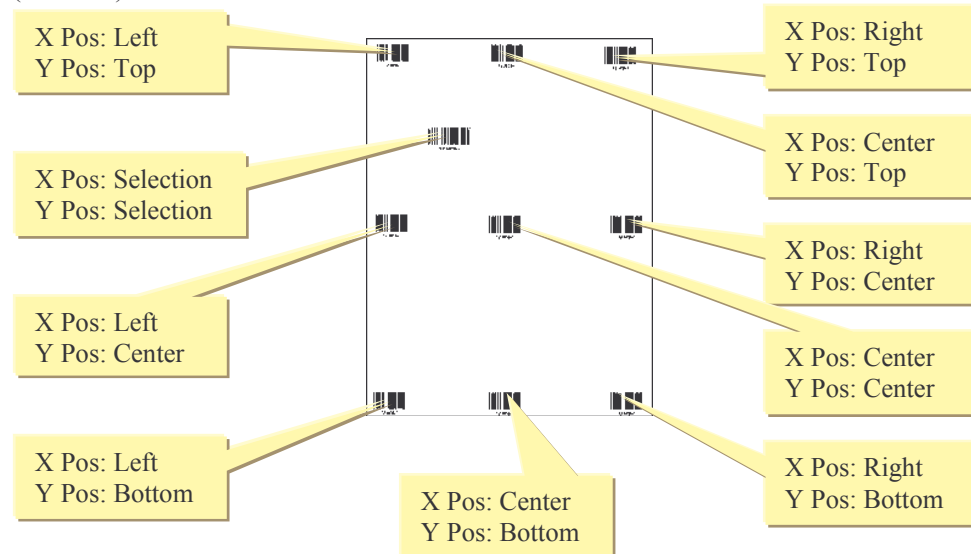 X Pos: Left
Y Pos: Top
X Pos: Right
Y Pos: Top
X Pos: Center
Y Pos: Top
X Pos: Selection
Y Pos: Selection
X Pos: Right
Y Pos: Center
X Pos: Left
Y Pos: Center
X Pos: Center
Y Pos: Center
X Pos: Left
Y Pos: Bottom
X Pos: Center
Y Pos: Bottom
X Pos: Right
Y Pos: Bottom